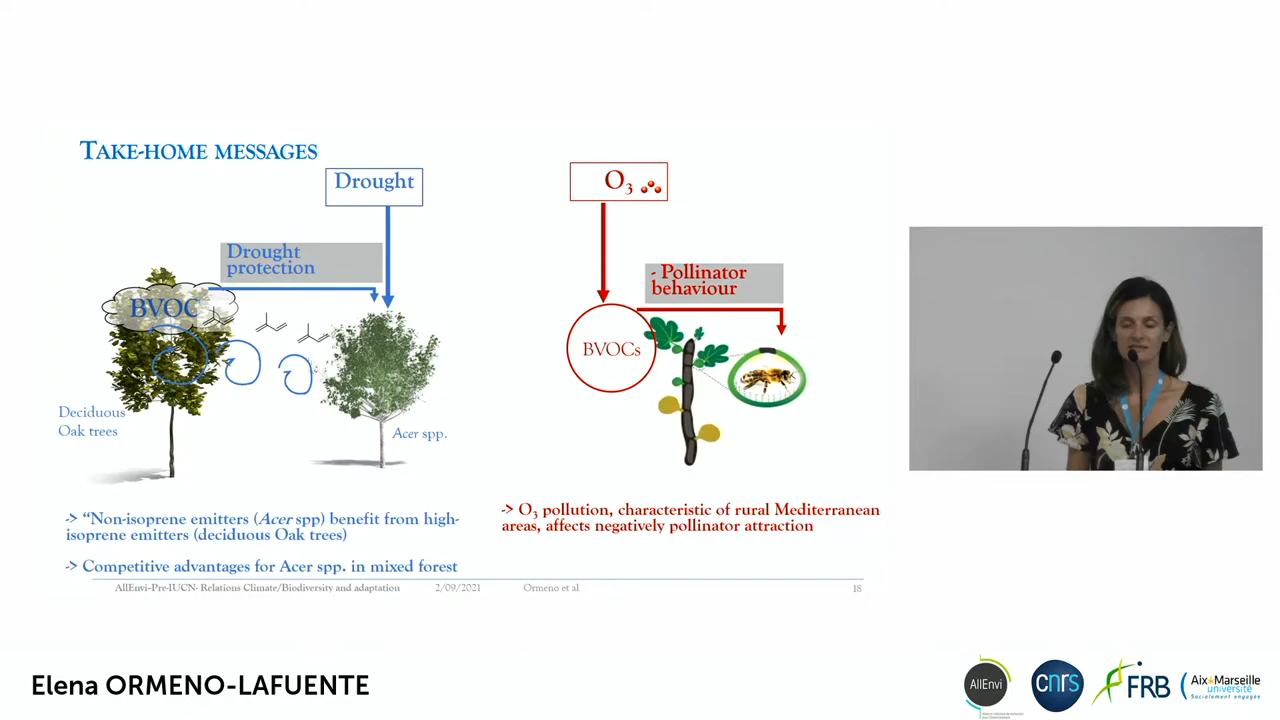 TAKE-HOME MESSAGES
Drought
Drought
protection
BVOC
Deciduous
Oak trees
Acer spp.
-> “Non-isoprene emitters (Acer spp) benefit from high-
isoprene emitters (deciduous Oak trees)
-> Competitive advantages for Acer spp. in mixed forest
O3
- Pollinator
behaviour
BVOCs
-> O3 pollution, characteristic of rural Mediterranean
areas, affects negatively pollinator attraction
AllEnvi-Pre-IUCN- Relations Climate/Biodiversity and adaptation 2/09/2021 Ormeno et al 18
Elena ORMENO-LAFUENTE
AllEnvi
cnrs
FRB
Aix Marseille
université
Socialement engagée